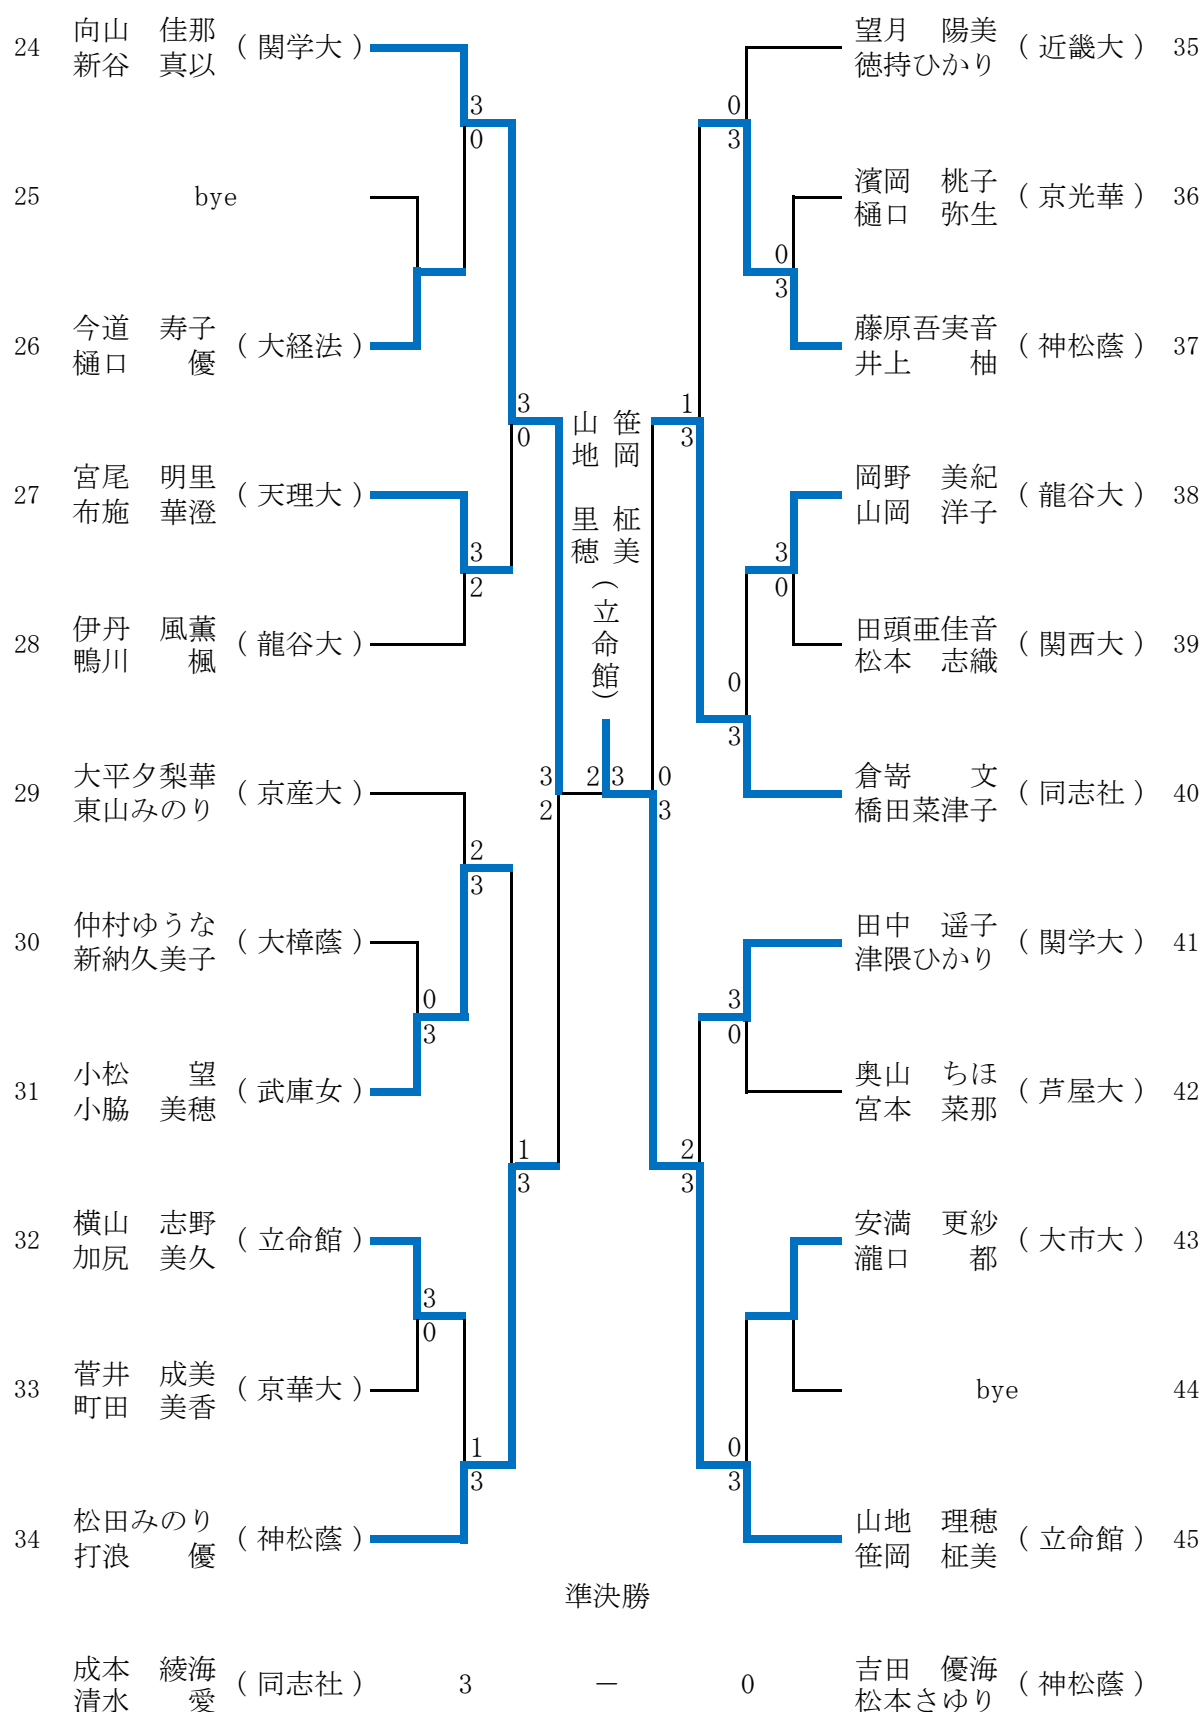 24 向山　佳那 新谷　真以 ( 関学大 )
25 bye
26 今道　寿子 樋口　　優 ( 大経法 )
27 宮尾　明里 布施　華澄 ( 天理大 )
28 伊丹　風薫 鴨川　　楓 ( 龍谷大 )
29 大平夕梨華 東山みのり ( 京産大 )
30 仲村ゆうな 新納久美子 ( 大樟蔭 )
31 小松　　望 小脇　美穂 ( 武庫女 )
32 横山　志野 加尻　美久 ( 立命館 )
33 菅井　成美 町田　美香 ( 京華大 )
34 松田みのり 打浪　　優 ( 神松蔭 )
3
0
3
0
3
2
3
2
2
3
0
3
1
3
3
0
1
3
笹岡　柾美
山地　里穂
(立命館)
2 3
望月　陽美 徳持ひかり ( 近畿大 ) 35
濱岡　桃子 樋口　弥生 ( 京光華 ) 36
藤原吾実音 井上　　柚 ( 神松蔭 ) 37
岡野　美紀 山岡　洋子 ( 龍谷大 ) 38
田頭亜佳音 松本　志織 ( 関西大 ) 39
倉嵜　　文 橋田菜津子 ( 同志社 ) 40
田中　遥子 津隈ひかり ( 関学大 ) 41
奥山　ちほ 宮本　菜那 ( 芦屋大 ) 42
安満　更紗 瀧口　　都 ( 大市大 ) 43
bye 44
山地　理穂 笹岡　柾美 ( 立命館 ) 45
0
3
0
3
1
3
3
0
0
3
0
3
3
0
2
3
0
3
準決勝
成本　綾海 清水　　愛 ( 同志社 ) 3 － 0 吉田　優海 松本さゆり ( 神松蔭 )